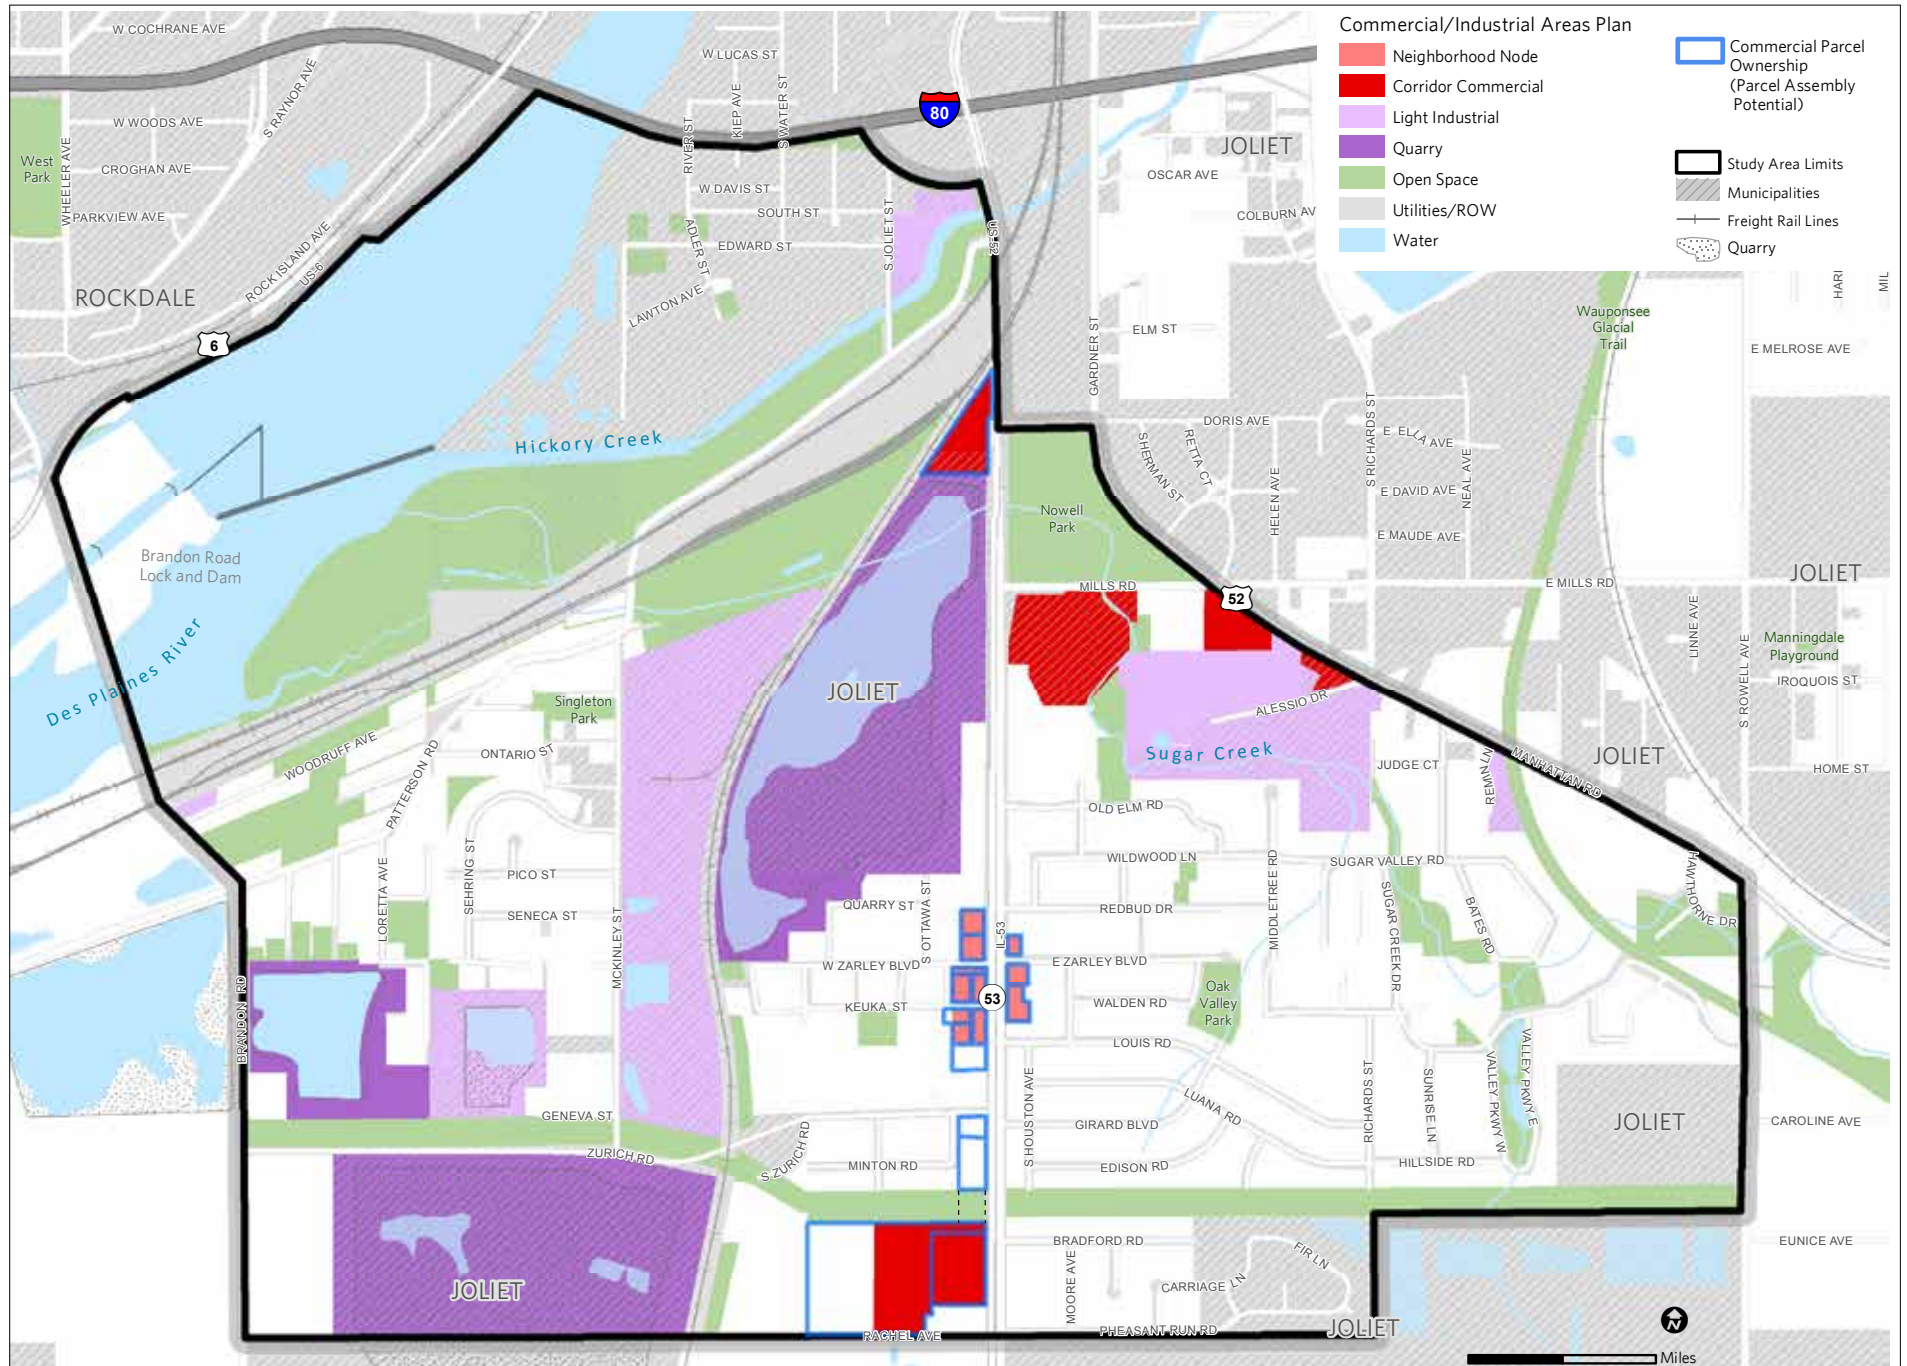 Commercial/Industrial Areas Plan
Neighborhood Node
Corridor Commercial
Light Industrial
Quarry
Open Space
Utilities/ROW
Water
Commercial Parcel
Ownership
(Parcel Assembly
Potential)
Study Area Limits
Municipalities
Freight Rail Lines
Quarry
W COCHRANE AVE
W LUCAS ST
S RAYNOR AVE
KIEP AVE
S WATER ST
80
W WOODS AVE
RIVER ST
JOLIET
West
Park
WHEELER AVE
CROGHAN AVE
OSCAR AVE
W DAVIS ST
PARKVIEW AVE
SOUTH ST
COLBURN AV
S JOLIET ST
US-52
ADLER ST
EDWARD ST
ROCK ISLAND AVE
US-6
HARI
MIL
ROCKDALE
LAWTON AVE
Wauponsee
Glacial
Trail
6
ELM ST
GARDNER ST
E MELROSE AVE
DORIS AVE
S RICHARDS ST
E ELLA AVE
Hickory Creek
SHERMAN ST
RETTA CT
HELEN AVE
NEAL AVE
E DAVID AVE
Nowell
Park
E MAUDE AVE
Brandon Road
Lock and Dam
MILLS RD
E MILLS RD
JOLIET
52
Des Plaines River
LINNE AVE
S ROWELL AVE
Manningdale
Playground
IROQUOIS ST
JOLIET
Singleton
Park
ALESSIO DR
WOODRUFF AVE
PATTERSON RD
ONTARIO ST
Sugar Creek
JUDGE CT
REMMEY LN
MANHATTAN RD
JOLIET
HOME ST
OLD ELM RD
LORETTA AVE
SEHRING ST
PICO ST
WILDWOOD LN
MIDDLETREE RD
SUGAR VALLEY RD
HAWTHORNE DR
SENECA ST
MCKINLEY ST
QUARRY ST
S OTTAWA ST
IL-53
REDBUD DR
SUGAR CREEK DR
BATES RD
W ZARLEY BLVD
E ZARLEY BLVD
BRANDON RD
KEUKA ST
53
WALDEN RD
Oak
Valley
Park
LOUIS RD
VALLEY PKWY E
VALLEY PKWY W
S HOUSTON AVE
RICHARDS ST
SUNRISE LN
GENEVA ST
LUANA RD
GIRARD BLVD
JOLIET
CAROLINE AVE
ZURICH RD
S ZURICH RD
MINTON RD
EDISON RD
HILLSIDE RD
BRADFORD RD
EUNICE AVE
MOORE AVE
FIR LN
CARRIAGE LN
JOLIET
RACHEL AVE
PHEASANT RUN RD
JOLIET
N
Miles